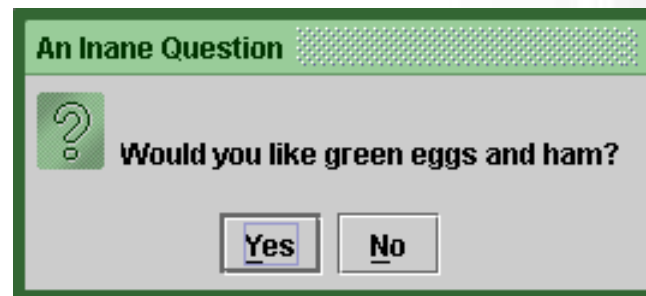 An Inane Question
Would you like green eggs and ham?
Yes No